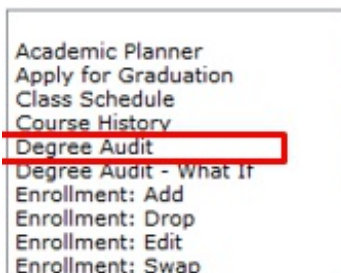 Academic Planner
Apply for Graduation
Class Schedule
Course History
Degree Audit
Degree Audit - What If
Enrollment: Add
Enrollment: Drop
Enrollment: Edit
Enrollment: Swap